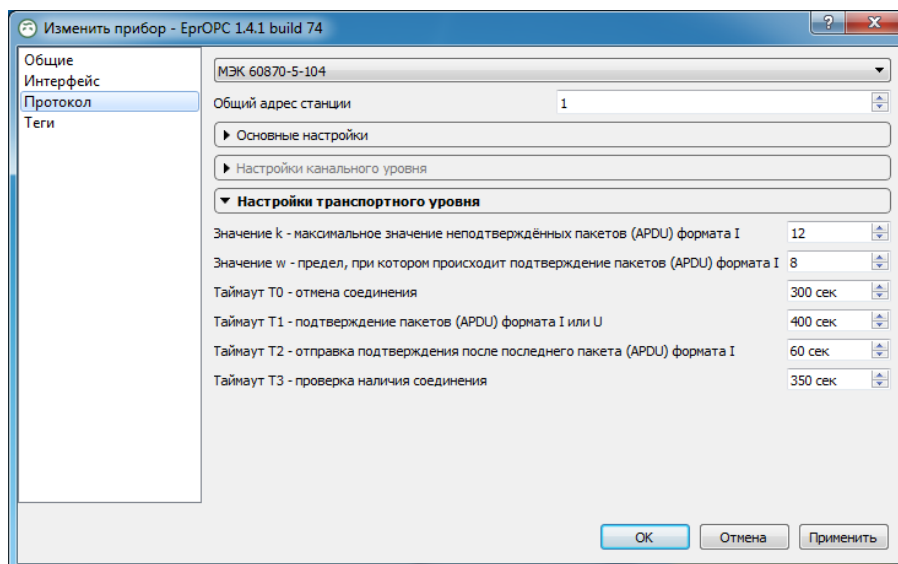 Изменить прибор - EprOPC 1.4.1 build 74
Общие
Интерфейс
Протокол
Теги
МЭК 60870-5-104
Общий адрес станции 1
Основные настройки
Настройки канального уровня
Настройки транспортного уровня
Значение k - максимальное значение неподтверждённых пакетов (APDU) формата I 12
Значение w - предел, при котором происходит подтверждение пакетов (APDU) формата I 8
Таймаут T0 - отмена соединения 300 сек
Таймаут T1 - подтверждение пакетов (APDU) формата I или U 400 сек
Таймаут T2 - отправка подтверждения после последнего пакета (APDU) формата I 60 сек
Таймаут T3 - проверка наличия соединения 350 сек
OK Отмена Применить